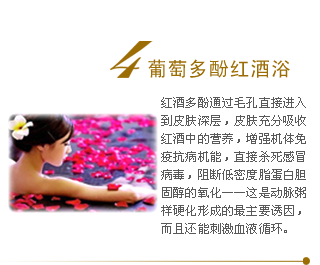 4 葡萄多酚红酒浴
红酒多酚通过毛孔直接进入
到皮肤深层，皮肤充分吸收
红酒中的营养，增强机体免
疫抗病机能，直接杀死感冒
病毒，阻断低密度脂蛋白胆
固醇的氧化一一这是动脉粥
样硬化形成的最主要诱因，
而且还能刺激血液循环。